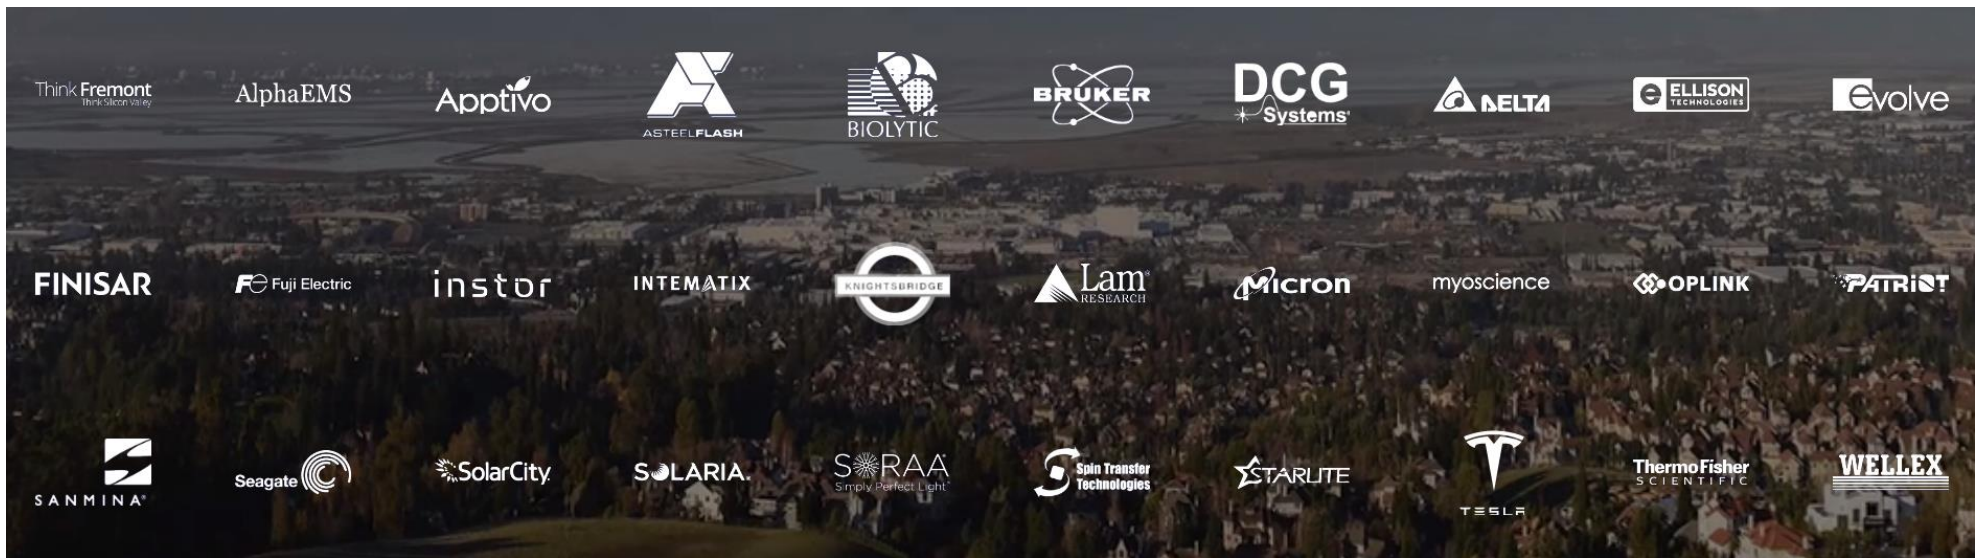 Think Fremont
Think Silicon Valley
AlphaEMS
Apptivo
ASTEELFLASH
BIOLYTIC
BRUKER
DCG
Systems
DELTA
e ELLISON
TECHNOLOGIES
evolve
FINISAR
Fe Fuji Electric
instor
INTEMATIX
KNIGHTSBRIDGE
Lam®
RESEARCH
Micron
myoscience
OPLINK
PATRIOT
SANMINA®
Seagate
SolarCity
SOLARIA.
SORAA
Simply Perfect Light
Spin Transfer
Technologies
STARLITE
TESLA
ThermoFisher
SCIENTIFIC
WELLEX